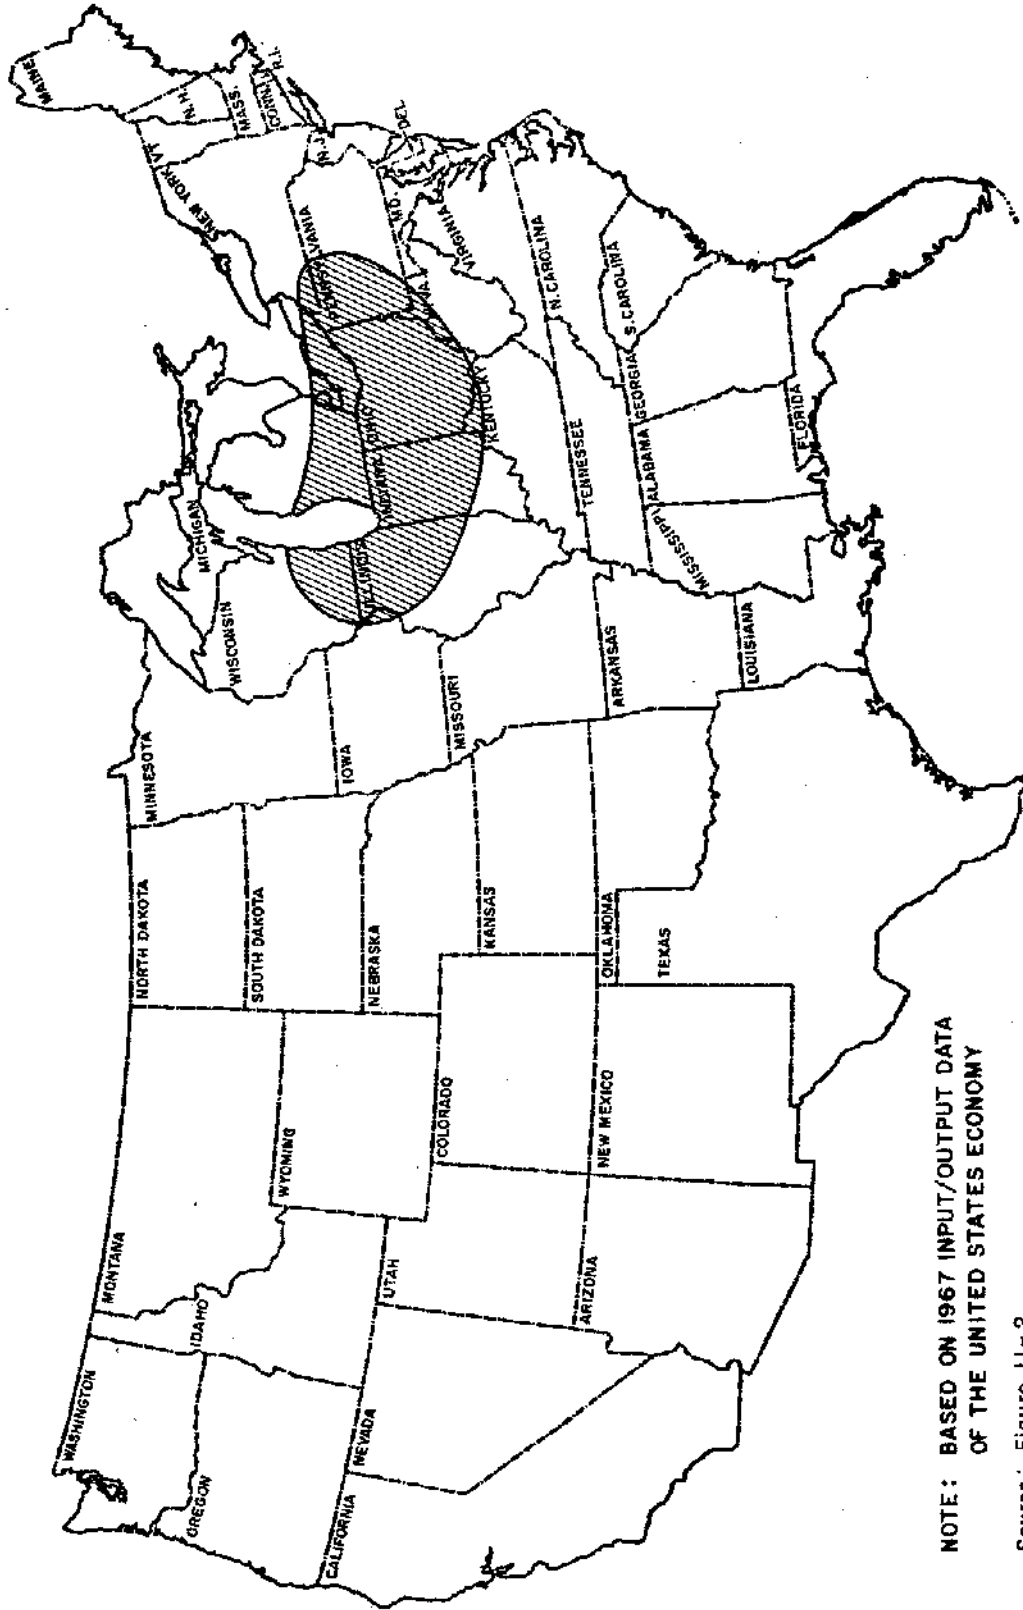 WASHINGTON
MONTANA
NORTH DAKOTA
MINNESOTA
OREGON
IDAHO
WYOMING
SOUTH DAKOTA
WISCONSIN
MICHIGAN
NEW YORK
VT.
N.H.
MAINE
MASS.
CONN.
R.I.
CALIFORNIA
NEVADA
UTAH
COLORADO
NEBRASKA
IOWA
ILLINOIS
INDIANA
OHIO
PENNSYLVANIA
N.J.
MD.
DEL.
KANSAS
MISSOURI
KENTUCKY
VIRGINIA
ARIZONA
NEW MEXICO
OKLAHOMA
TEXAS
ARKANSAS
TENNESSEE
N. CAROLINA
MISSISSIPPI
ALABAMA
GEORGIA
S. CAROLINA
LOUISIANA
FLORIDA
NOTE: BASED ON 1967 INPUT/OUTPUT DATA
OF THE UNITED STATES ECONOMY
Figure